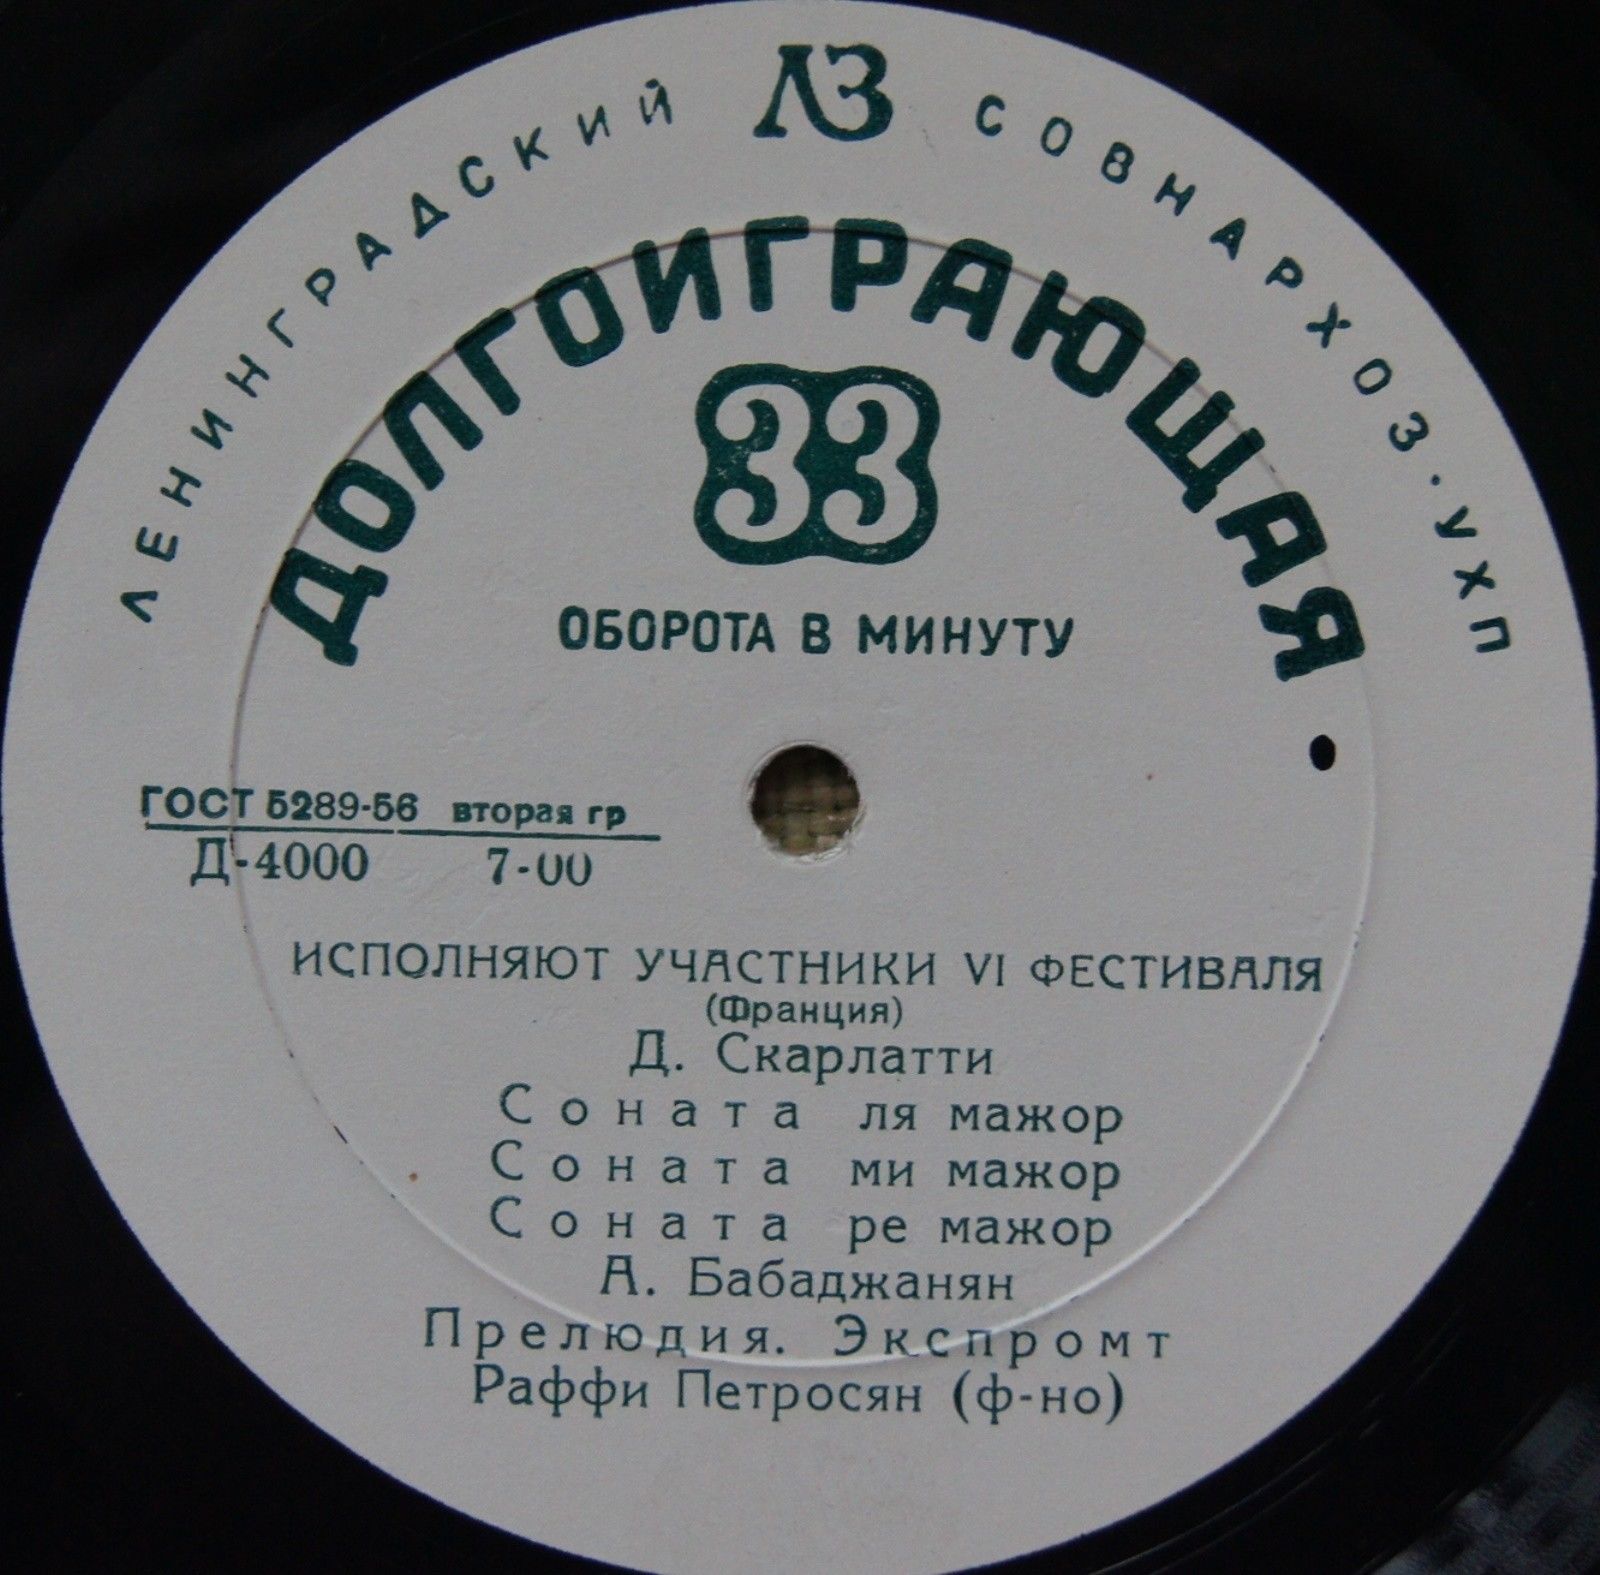 ЛЕНИНГРАДСКИЙ ЛЗ СОВНАРХОЗ·УХП
ДОЛГОИГРАЮЩАЯ
33
ОБОРОТА В МИНУТУ
ГОСТ 5289-56 вторая гр
Д-4000 7-00
ИСПОЛНЯЮТ УЧАСТНИКИ VI ФЕСТИВАЛЯ
(Франция)
Д. Скарлатти
Соната ля мажор
Соната ми мажор
Соната ре мажор
А. Бабаджанян
Прелюдия. Экспромт
Раффи Петросян (ф-но)